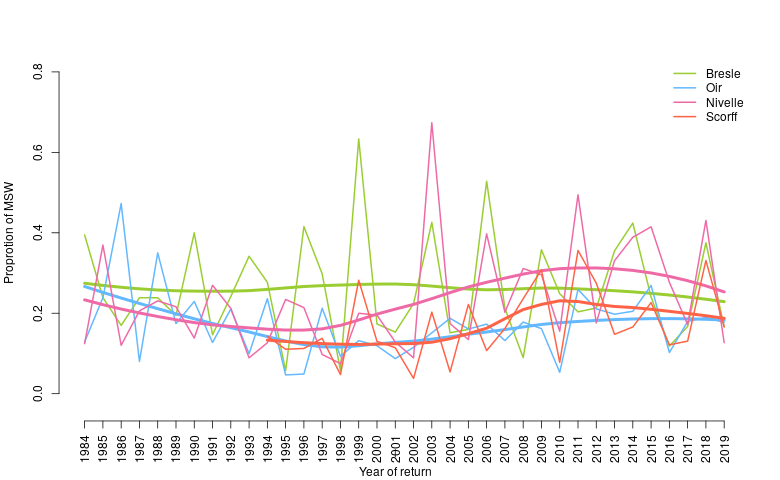 Bresle
Oir
Nivelle
Scorff
Proprotion of MSW
0.8
0.6
0.4
0.2
0.0
1984 1985 1986 1987 1988 1989 1990 1991 1992 1993 1994 1995 1996 1997 1998 1999 2000 2001 2002 2003 2004 2005 2006 2007 2008 2009 2010 2011 2012 2013 2014 2015 2016 2017 2018 2019
Year of return